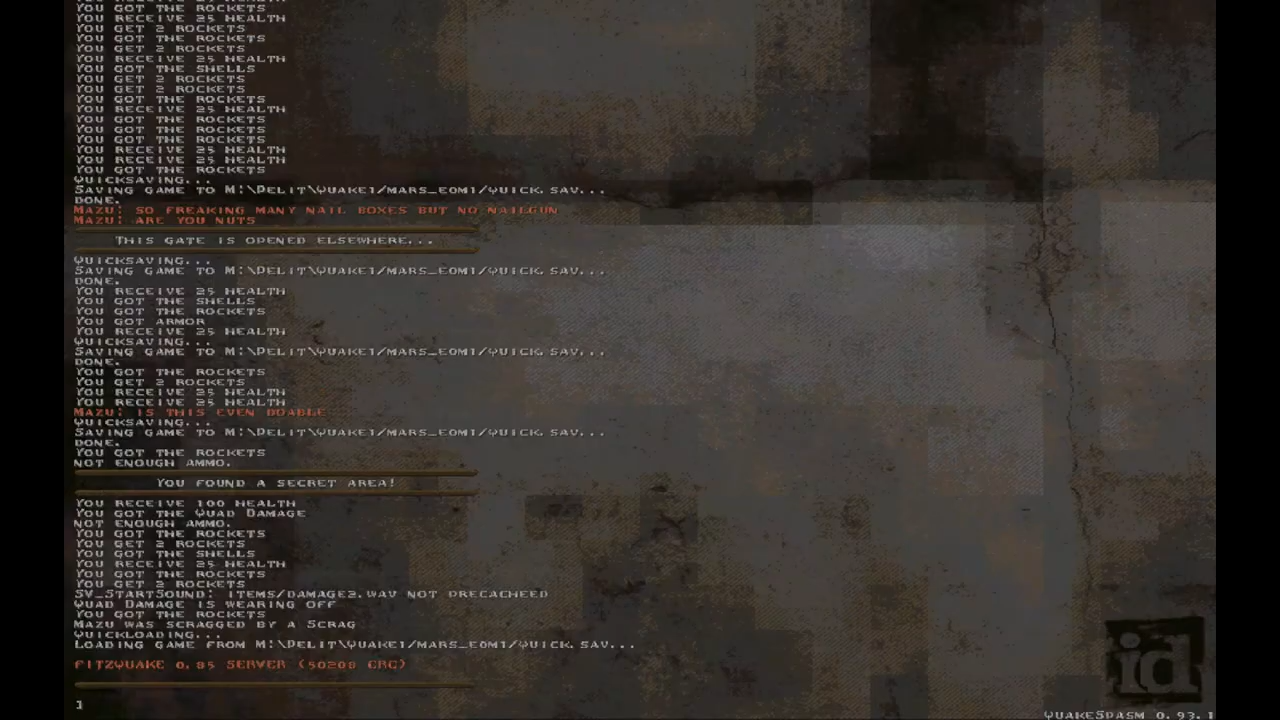 YOU GOT THE ROCKETS
YOU RECEIVE 25 HEALTH
YOU GET 2 ROCKETS
YOU GOT THE ROCKETS
YOU GET 2 ROCKETS
YOU RECEIVE 25 HEALTH
YOU GOT THE SHELLS
YOU GET 2 ROCKETS
YOU GET 2 ROCKETS
YOU GOT THE ROCKETS
YOU RECEIVE 25 HEALTH
YOU GOT THE ROCKETS
YOU GOT THE ROCKETS
YOU GOT THE ROCKETS
YOU RECEIVE 25 HEALTH
YOU RECEIVE 25 HEALTH
YOU GOT THE ROCKETS
QUICKSAVING...
SAVING GAME TO M:\PELIT\QUAKE1/MARS_EOM1/QUICK.SAV...
DONE.
MAZU: SO FREAKING MANY NAIL BOXES BUT NO NAILGUN
MAZU: ARE YOU NUTS
THIS GATE IS OPENED ELSEWHERE...
QUICKSAVING...
SAVING GAME TO M:\PELIT\QUAKE1/MARS_EOM1/QUICK.SAV...
DONE.
YOU RECEIVE 25 HEALTH
YOU GOT THE SHELLS
YOU GOT THE ROCKETS
YOU GOT ARMOR
YOU RECEIVE 25 HEALTH
QUICKSAVING...
SAVING GAME TO M:\PELIT\QUAKE1/MARS_EOM1/QUICK.SAV...
DONE.
YOU GOT THE ROCKETS
YOU GET 2 ROCKETS
YOU RECEIVE 25 HEALTH
YOU RECEIVE 25 HEALTH
MAZU: IS THIS EVEN DOABLE
QUICKSAVING...
SAVING GAME TO M:\PELIT\QUAKE1/MARS_EOM1/QUICK.SAV...
DONE.
YOU GOT THE ROCKETS
NOT ENOUGH AMMO.
YOU FOUND A SECRET AREA!
YOU RECEIVE 100 HEALTH
YOU GOT THE QUAD DAMAGE
NOT ENOUGH AMMO.
YOU GOT THE ROCKETS
YOU GET 2 ROCKETS
YOU GOT THE SHELLS
YOU RECEIVE 25 HEALTH
YOU GOT THE ROCKETS
YOU GET 2 ROCKETS
SV_STARTSOUND: ITEMS/DAMAGE2.WAV NOT PRECACHEED
QUAD DAMAGE IS WEARING OFF
YOU GOT THE ROCKETS
MAZU WAS SCRAGGED BY A SCRAG
QUICKLOADING...
LOADING GAME FROM M:\PELIT\QUAKE1/MARS_EOM1/QUICK.SAV...
FITZQUAKE 0.85 SERVER (50208 CRC)
]
id
QUAKESPASM 0.93.1